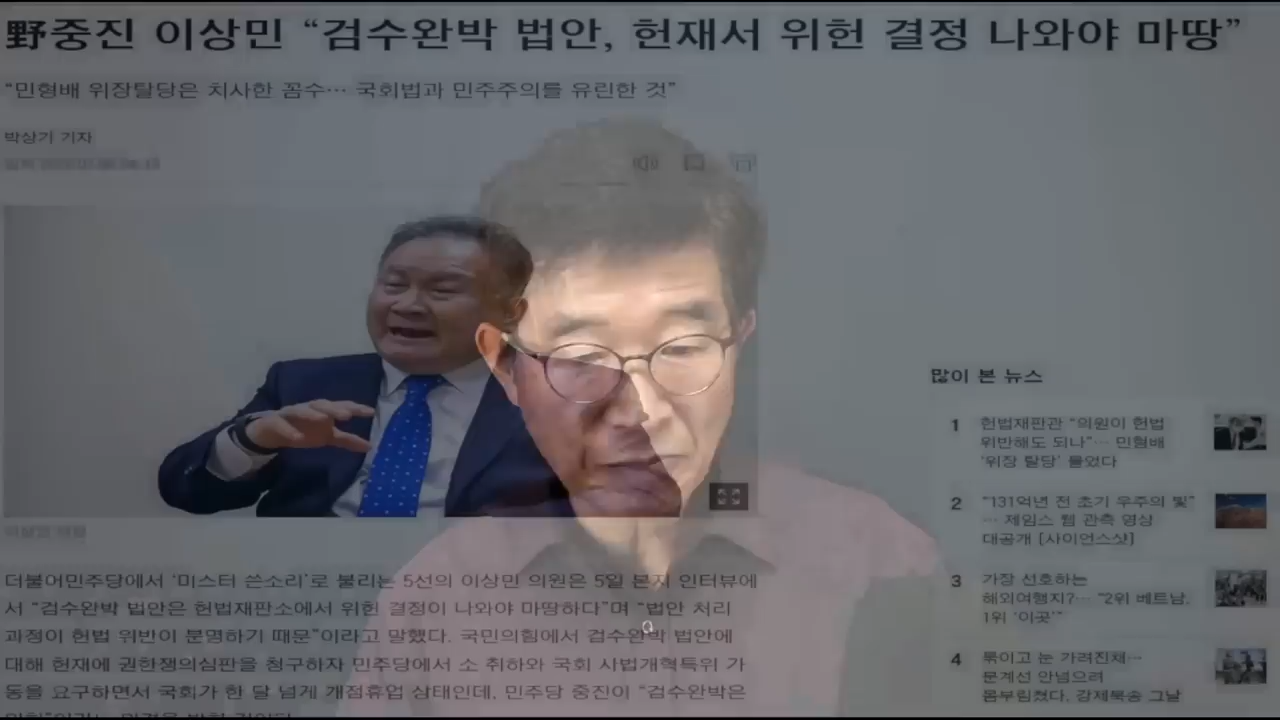 野중진 이상민 “검수완박 법안, 헌재서 위헌 결정 나와야 마땅”
“민형배 위장탈당은 치사한 꼼수… 국회법과 민주주의를 유린한 것”
박상기 기자
더불어민주당에서 ‘미스터 쓴소리’로 불리는 5선의 이상민 의원은 5일 본지 인터뷰에
서 “검수완박 법안은 헌법재판소에서 위헌 결정이 나와야 마땅하다”며 “법안 처리
과정이 헌법 위반이 분명하기 때문”이라고 말했다. 국민의힘에서 검수완박 법안에
대해 헌재에 권한쟁의심판을 청구하자 민주당에서 소 취하와 국회 사법개혁특위 가
동을 요구하면서 국회가 한 달 넘게 개점휴업 상태인데, 민주당 중진이 “검수완박은
많이 본 뉴스
1 헌법재판관 “의원이 헌법
위반해도 되나”… 민형배
‘위장 탈당’ 물었다
2 “131억년 전 초기 우주의 빛”
… 제임스 웹 관측 영상
대공개 [사이언스샷]
3 가장 선호하는
해외여행지?… “2위 베트남,
1위 ‘이곳’”
4 묶이고 눈 가려진채…
문계선 안넘으려
몸부림쳤다, 강제북송 그날